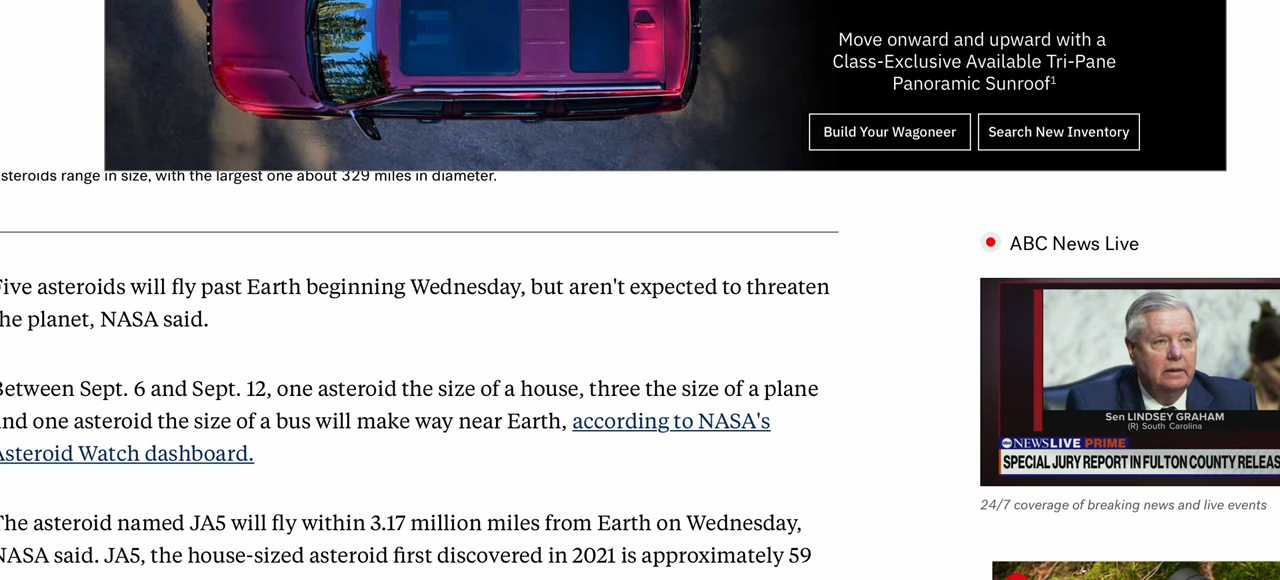 Move onward and upward with a
Class-Exclusive Available Tri-Pane
Panoramic Sunroof¹
Build Your Wagoneer
Search New Inventory
steroids range in size, with the largest one about 329 miles in diameter.
ABC News Live
Five asteroids will fly past Earth beginning Wednesday, but aren't expected to threaten
the planet, NASA said.
Between Sept. 6 and Sept. 12, one asteroid the size of a house, three the size of a plane
and one asteroid the size of a bus will make way near Earth, according to NASA's
Asteroid Watch dashboard.
The asteroid named JA5 will fly within 3.17 million miles from Earth on Wednesday,
NASA said. JA5, the house-sized asteroid first discovered in 2021 is approximately 59
Sen LINDSEY GRAHAM
(R) South Carolina
abc NEWSLIVE PRIME
SPECIAL JURY REPORT IN FULTON COUNTY RELEAS
24/7 coverage of breaking news and live events